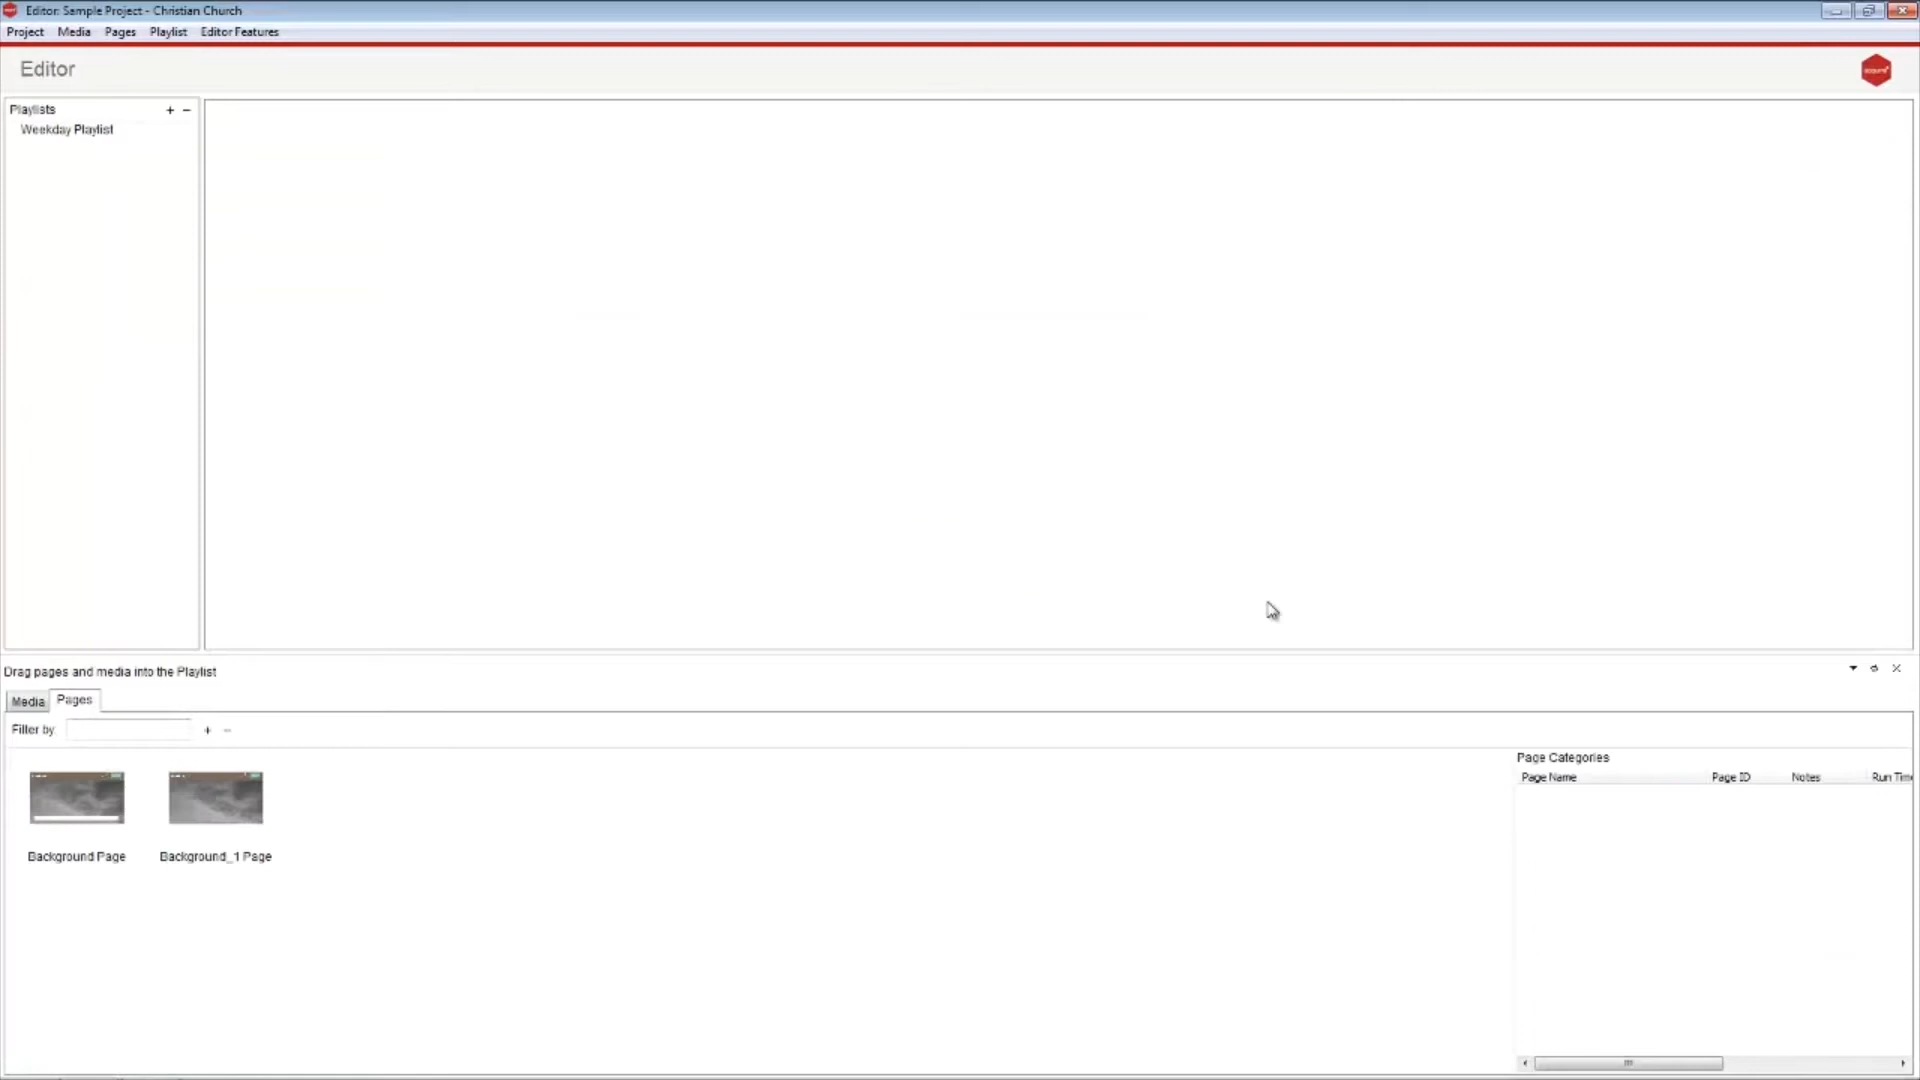 Editor: Sample Project - Christian Church
Project Media Pages Playlist Editor Features
Editor
Playlists + -
Weekday Playlist
Drag pages and media into the Playlist
Media Pages
Filter by: + -
Page Categories
Page Name Page ID Notes Run Time
Background Page Background_1 Page